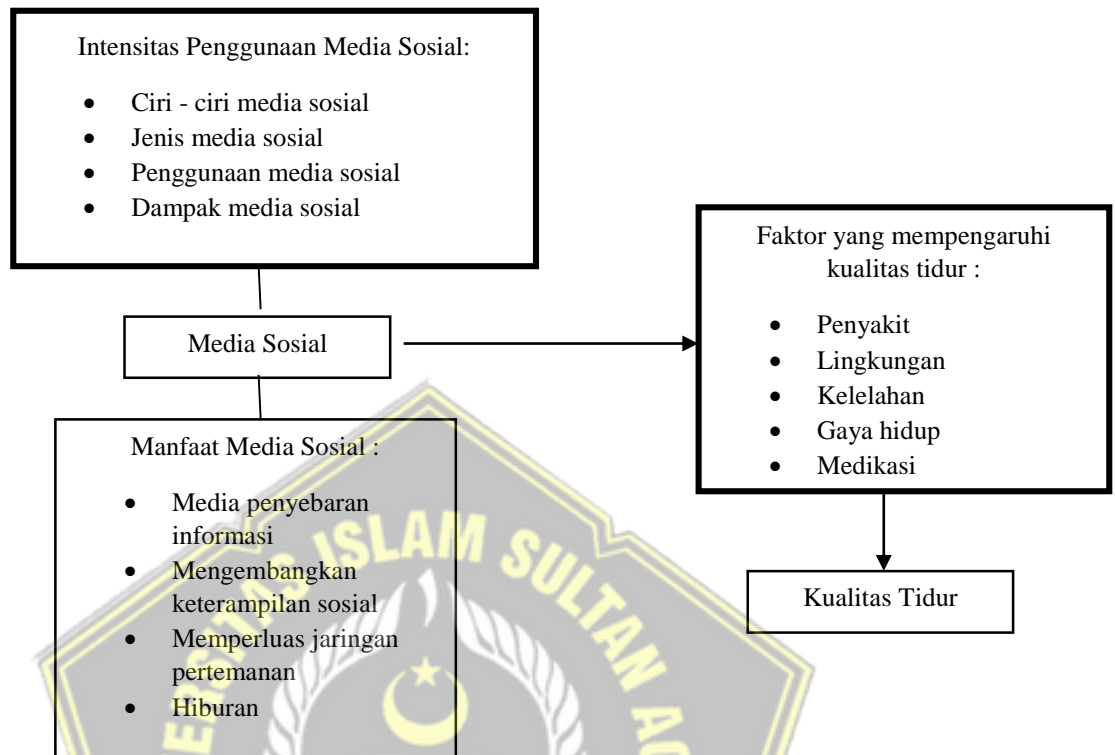 Intensitas Penggunaan Media Sosial:
• Ciri - ciri media sosial
• Jenis media sosial
• Penggunaan media sosial
• Dampak media sosial
Media Sosial
Manfaat Media Sosial :
• Media penyebaran
informasi
• Mengembangkan
keterampilan sosial
• Memperluas jaringan
pertemanan
• Hiburan
Faktor yang mempengaruhi
kualitas tidur :
• Penyakit
• Lingkungan
• Kelelahan
• Gaya hidup
• Medikasi
Kualitas Tidur
ISLAM SULTAN